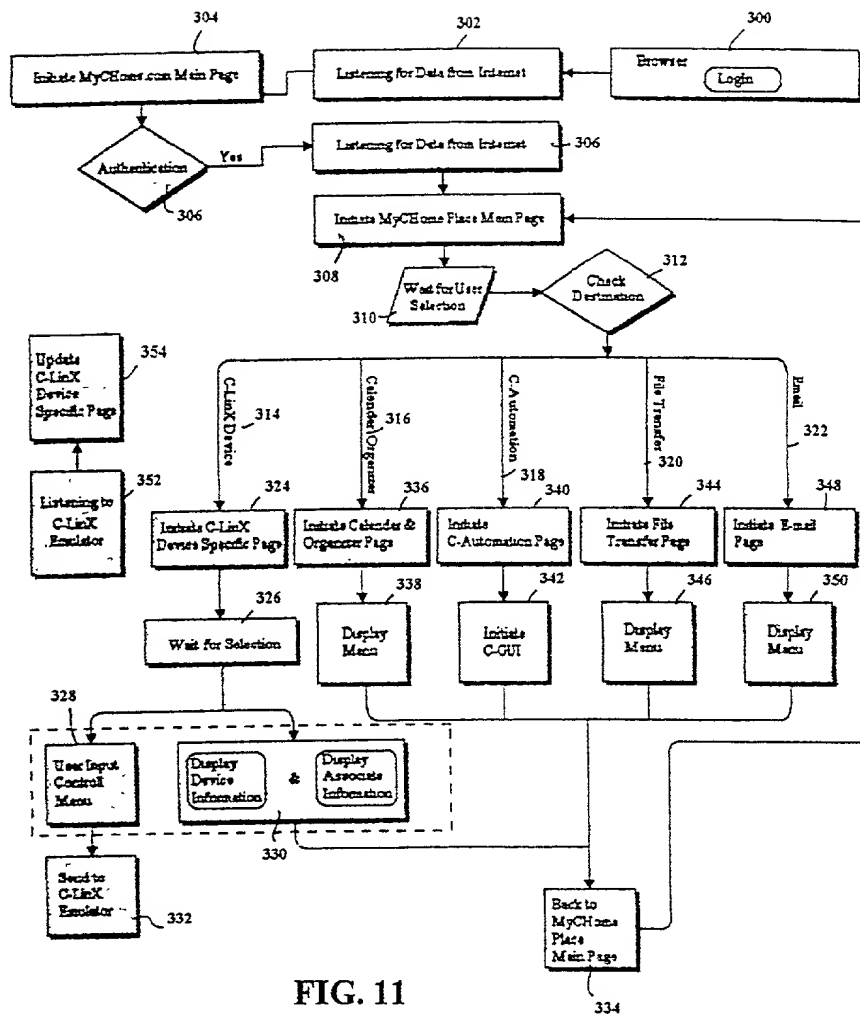 304
302
300
Initiate MyCHome.com Main Page
Listening for Data from Internet
Browser
Login
Authentication
Yes
306
Listening for Data from Internet
306
Initiate MyCHome Place Main Page
308
Wait for User
Selection
310
Check
Destination
312
Update
C-LinX
Device
Specific Page
354
Listening to
C-LinX
Emulator
352
C-LinX Device
314
Calender/Organizer
316
C-Automation
318
File Transfer
320
Email
322
324
Initiate C-LinX
Device Specific Page
336
Initiate Calender &
Organizer Page
340
Initiate
C-Automation Page
344
Initiate File
Transfer Page
348
Initiate E-mail
Page
326
Wait for Selection
338
Display
Menu
342
Initiate
C-GUI
346
Display
Menu
350
Display
Menu
328
User Input
Control
Menu
Display
Device
Information
&
Display
Associate
Information
330
Send to
C-LinX
Emulator
332
Back to
MyCHome
Place
Main Page
334
FIG. 11